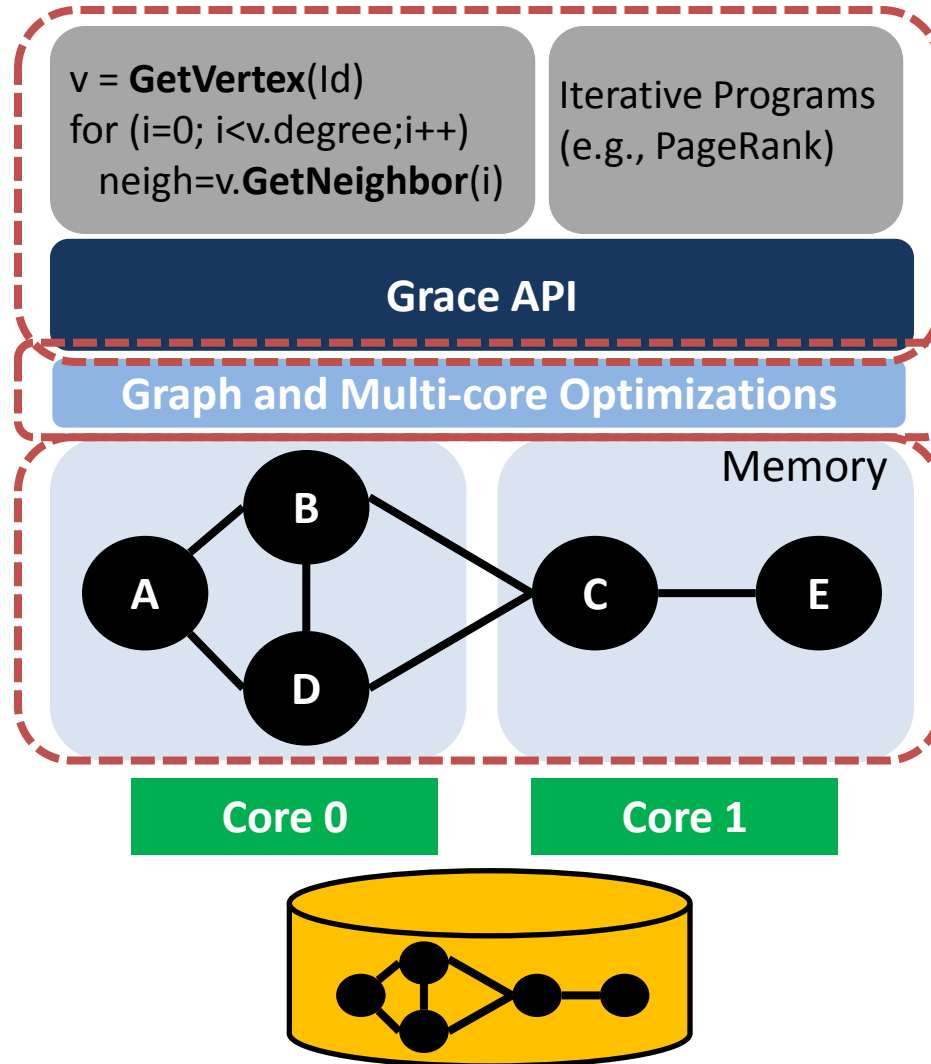 v = GetVertex(Id)
for (i=0; i<v.degree;i++)
neigh=v.GetNeighbor(i)
Iterative Programs
(e.g., PageRank)
Grace API
Graph and Multi-core Optimizations
Memory
B
A
C
E
D
Core 0
Core 1